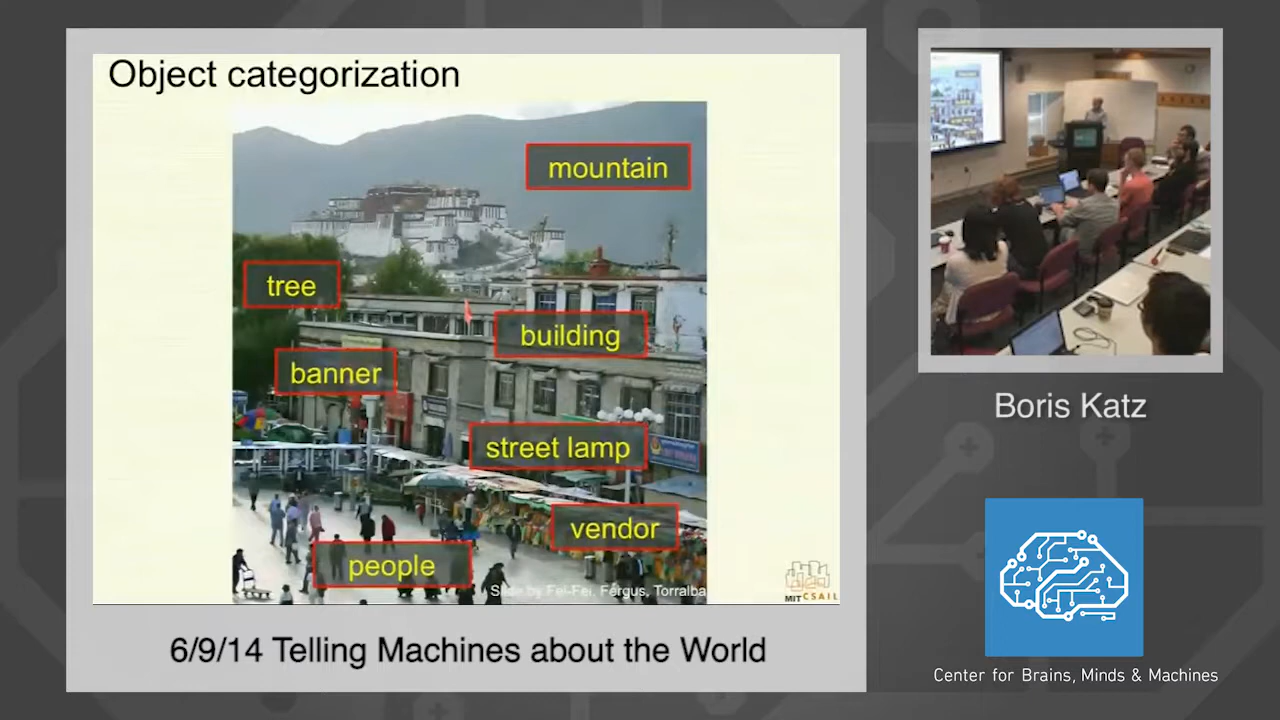 Object categorization
mountain
tree
building
banner
street lamp
vendor
people
Slide by Fei-Fei, Fergus, Torralba
MIT CSAIL
6/9/14 Telling Machines about the World
Boris Katz
Center for Brains, Minds & Machines